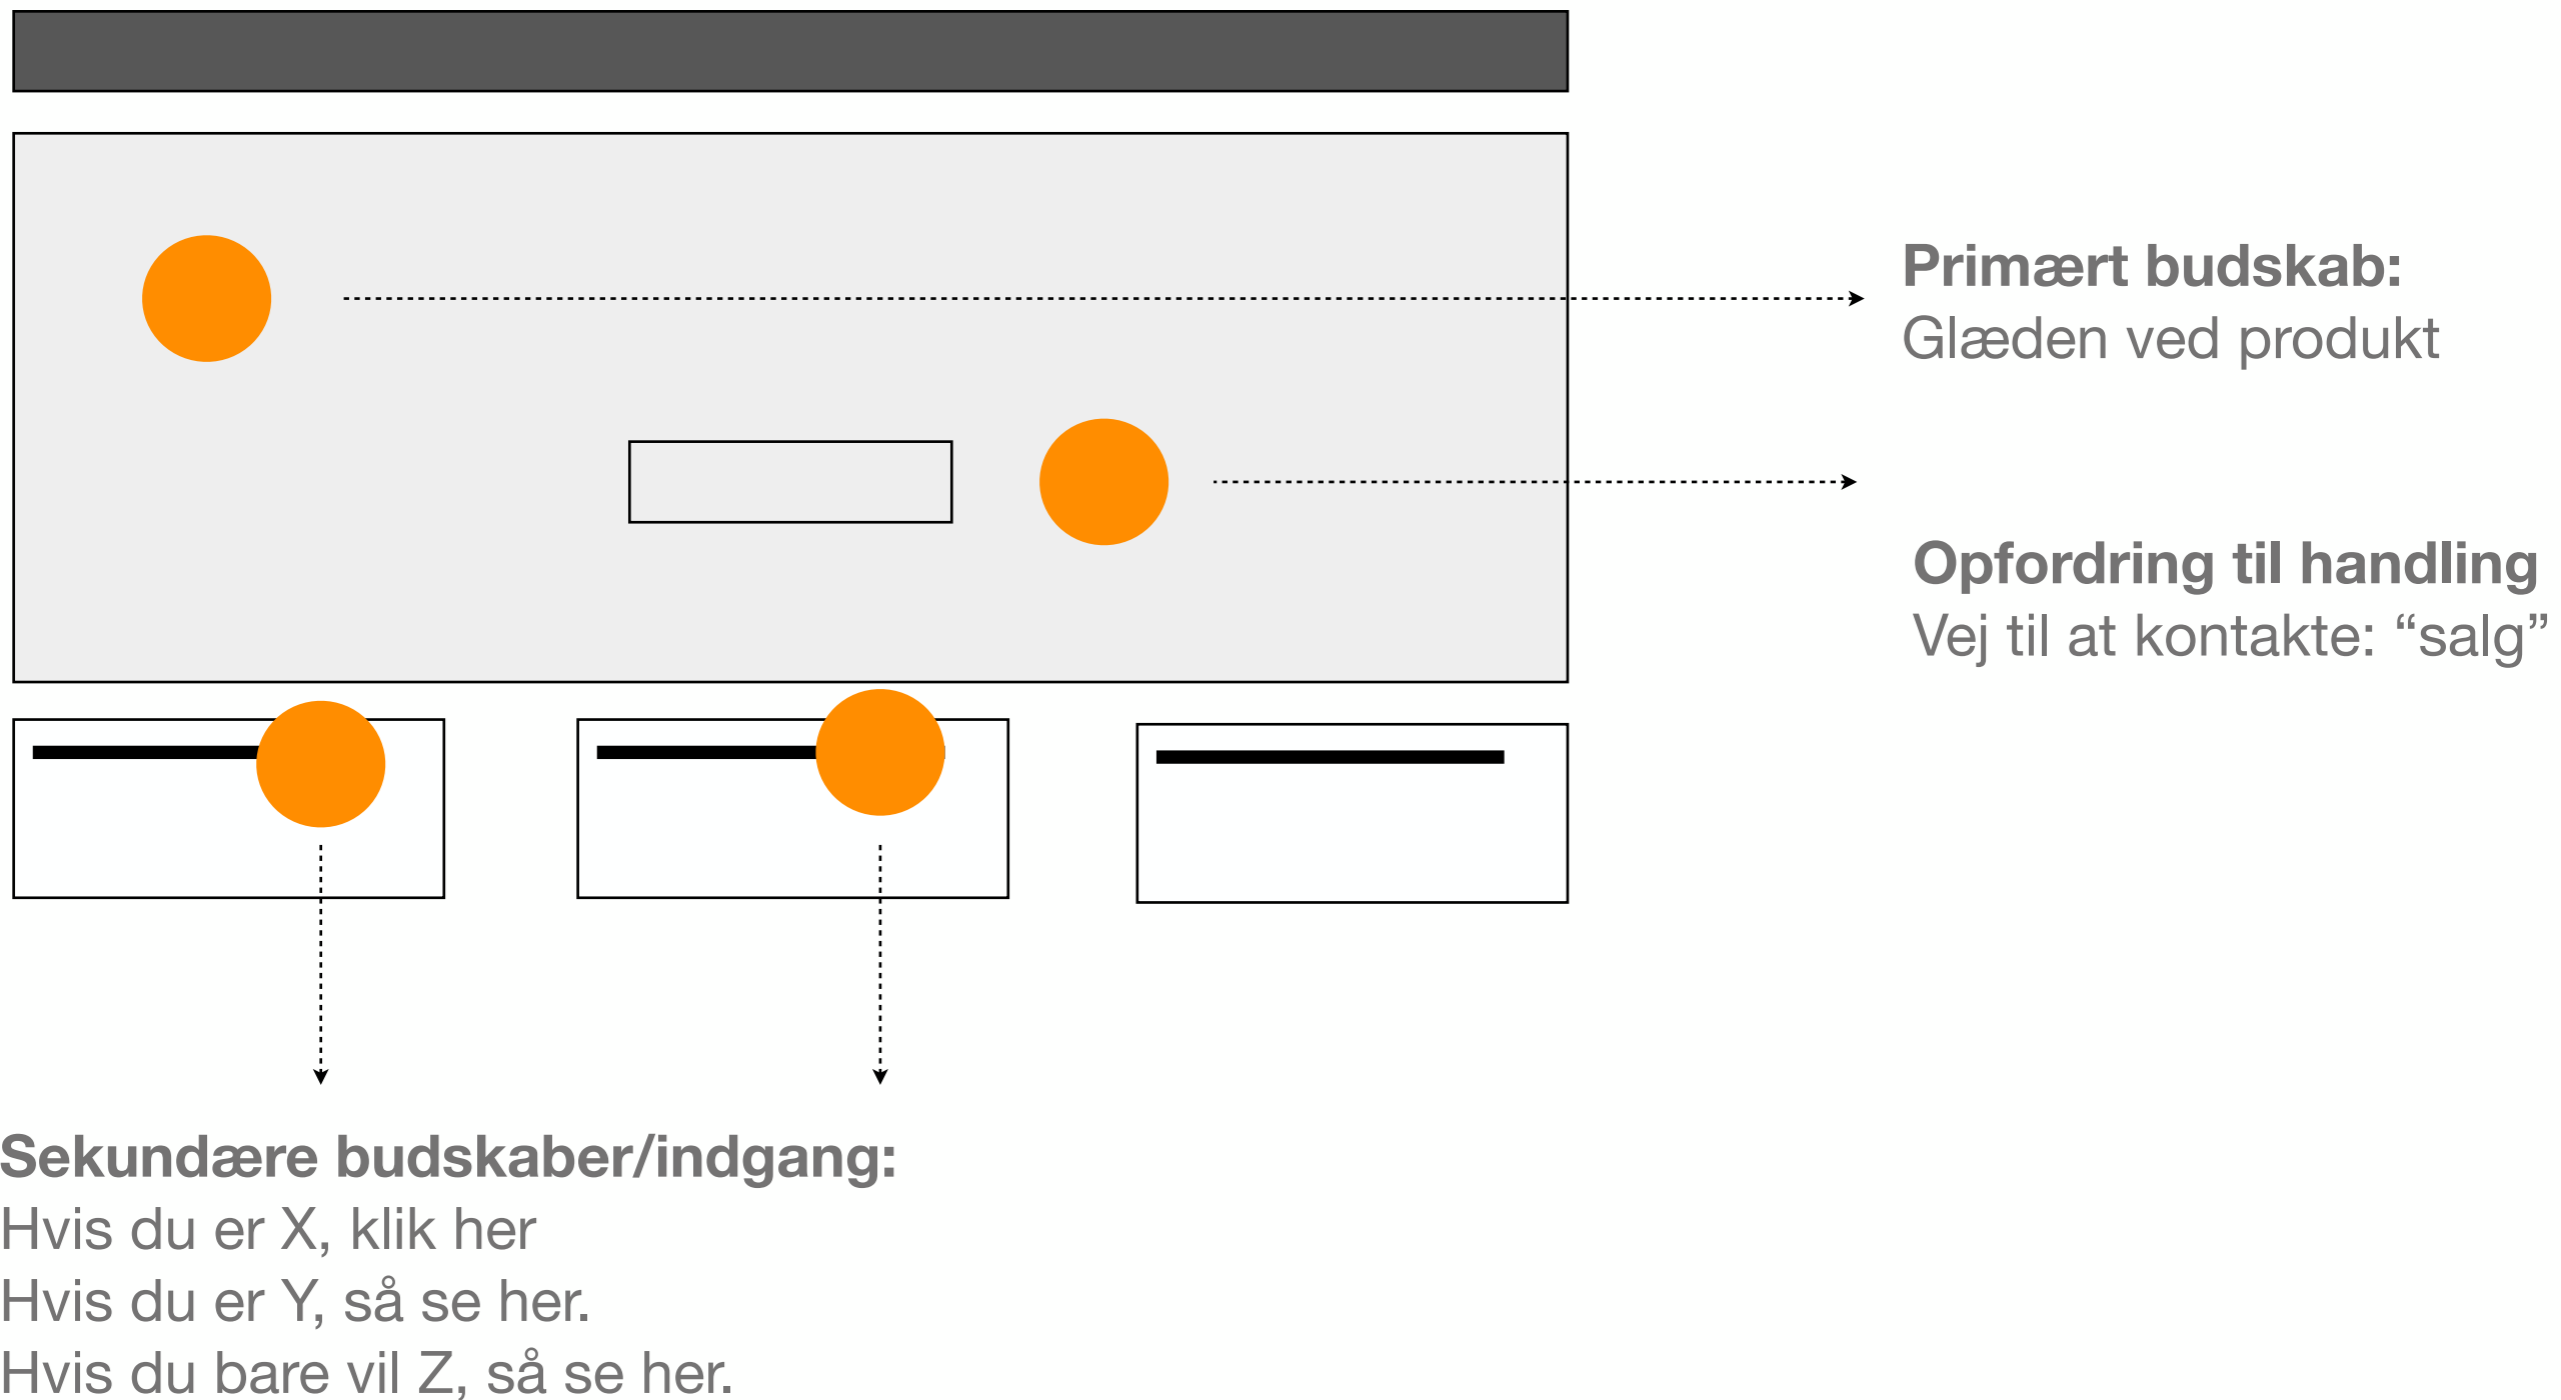 Primært budskab:
Glæden ved produkt
Opfordring til handling
Vej til at kontakte: “salg”
Sekundære budskaber/indgang:
Hvis du er X, klik her
Hvis du er Y, så se her.
Hvis du bare vil Z, så se her.